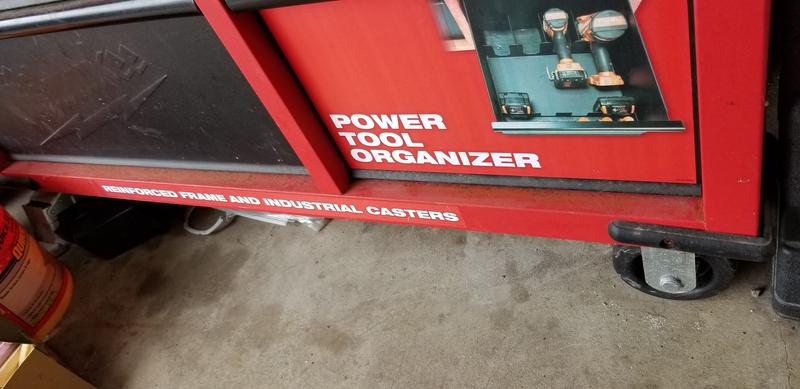 POWER
TOOL
ORGANIZER
REINFORCED FRAME AND INDUSTRIAL CASTERS